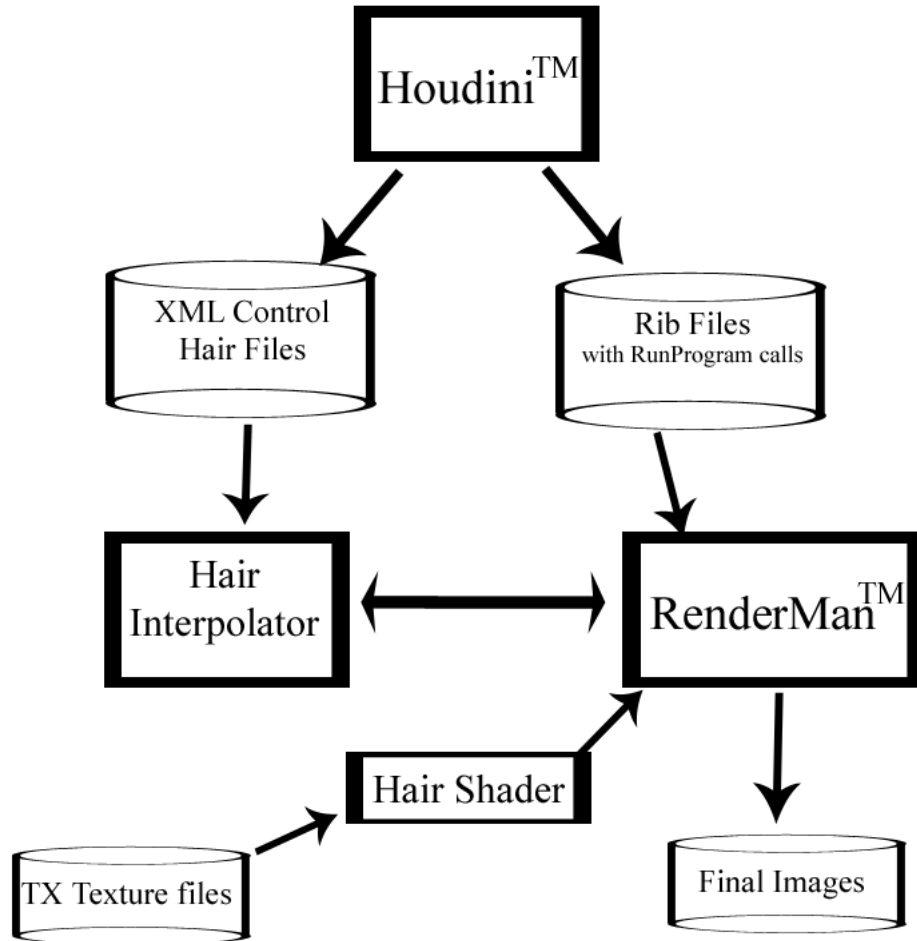 Houdini™
XML Control
Hair Files
Rib Files
with RunProgram calls
Hair
Interpolator
RenderMan™
Hair Shader
TX Texture files
Final Images